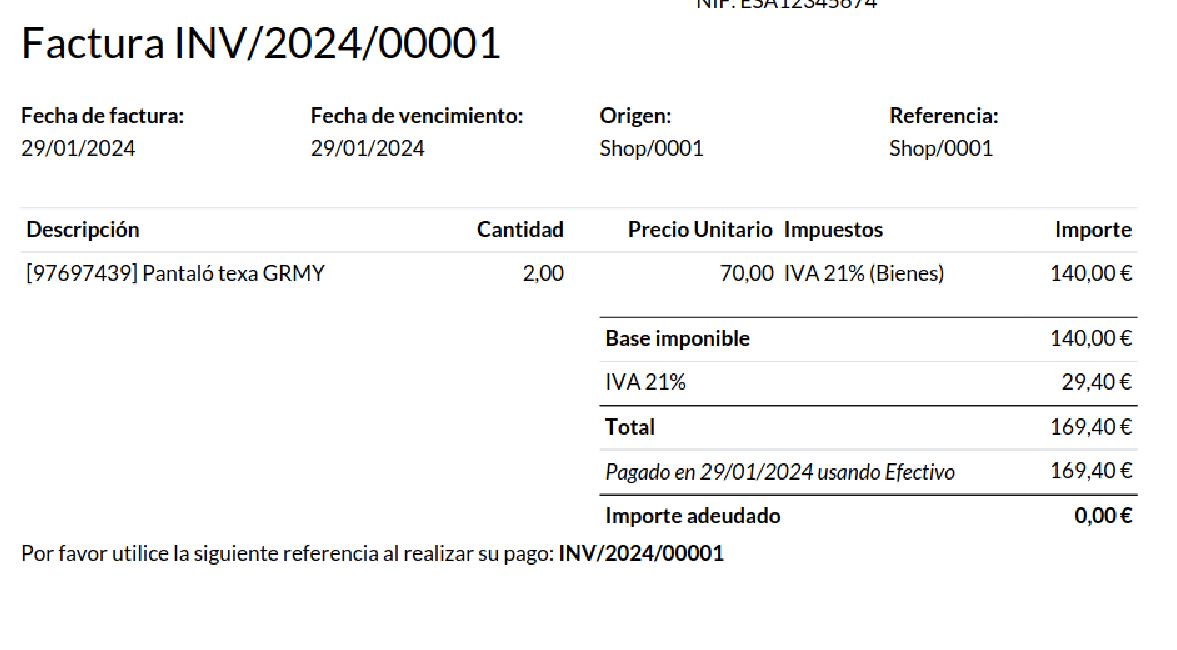 NIF: ESA12345674
Factura INV/2024/00001
Fecha de factura: Fecha de vencimiento: Origen: Referencia:
29/01/2024 29/01/2024 Shop/0001 Shop/0001
Descripción Cantidad Precio Unitario Impuestos Importe
[97697439] Pantaló texa GRMY 2,00 70,00 IVA 21% (Bienes) 140,00 €
Base imponible 140,00 €
IVA 21% 29,40 €
Total 169,40 €
Pagado en 29/01/2024 usando Efectivo 169,40 €
Importe adeudado 0,00 €
Por favor utilice la siguiente referencia al realizar su pago: INV/2024/00001